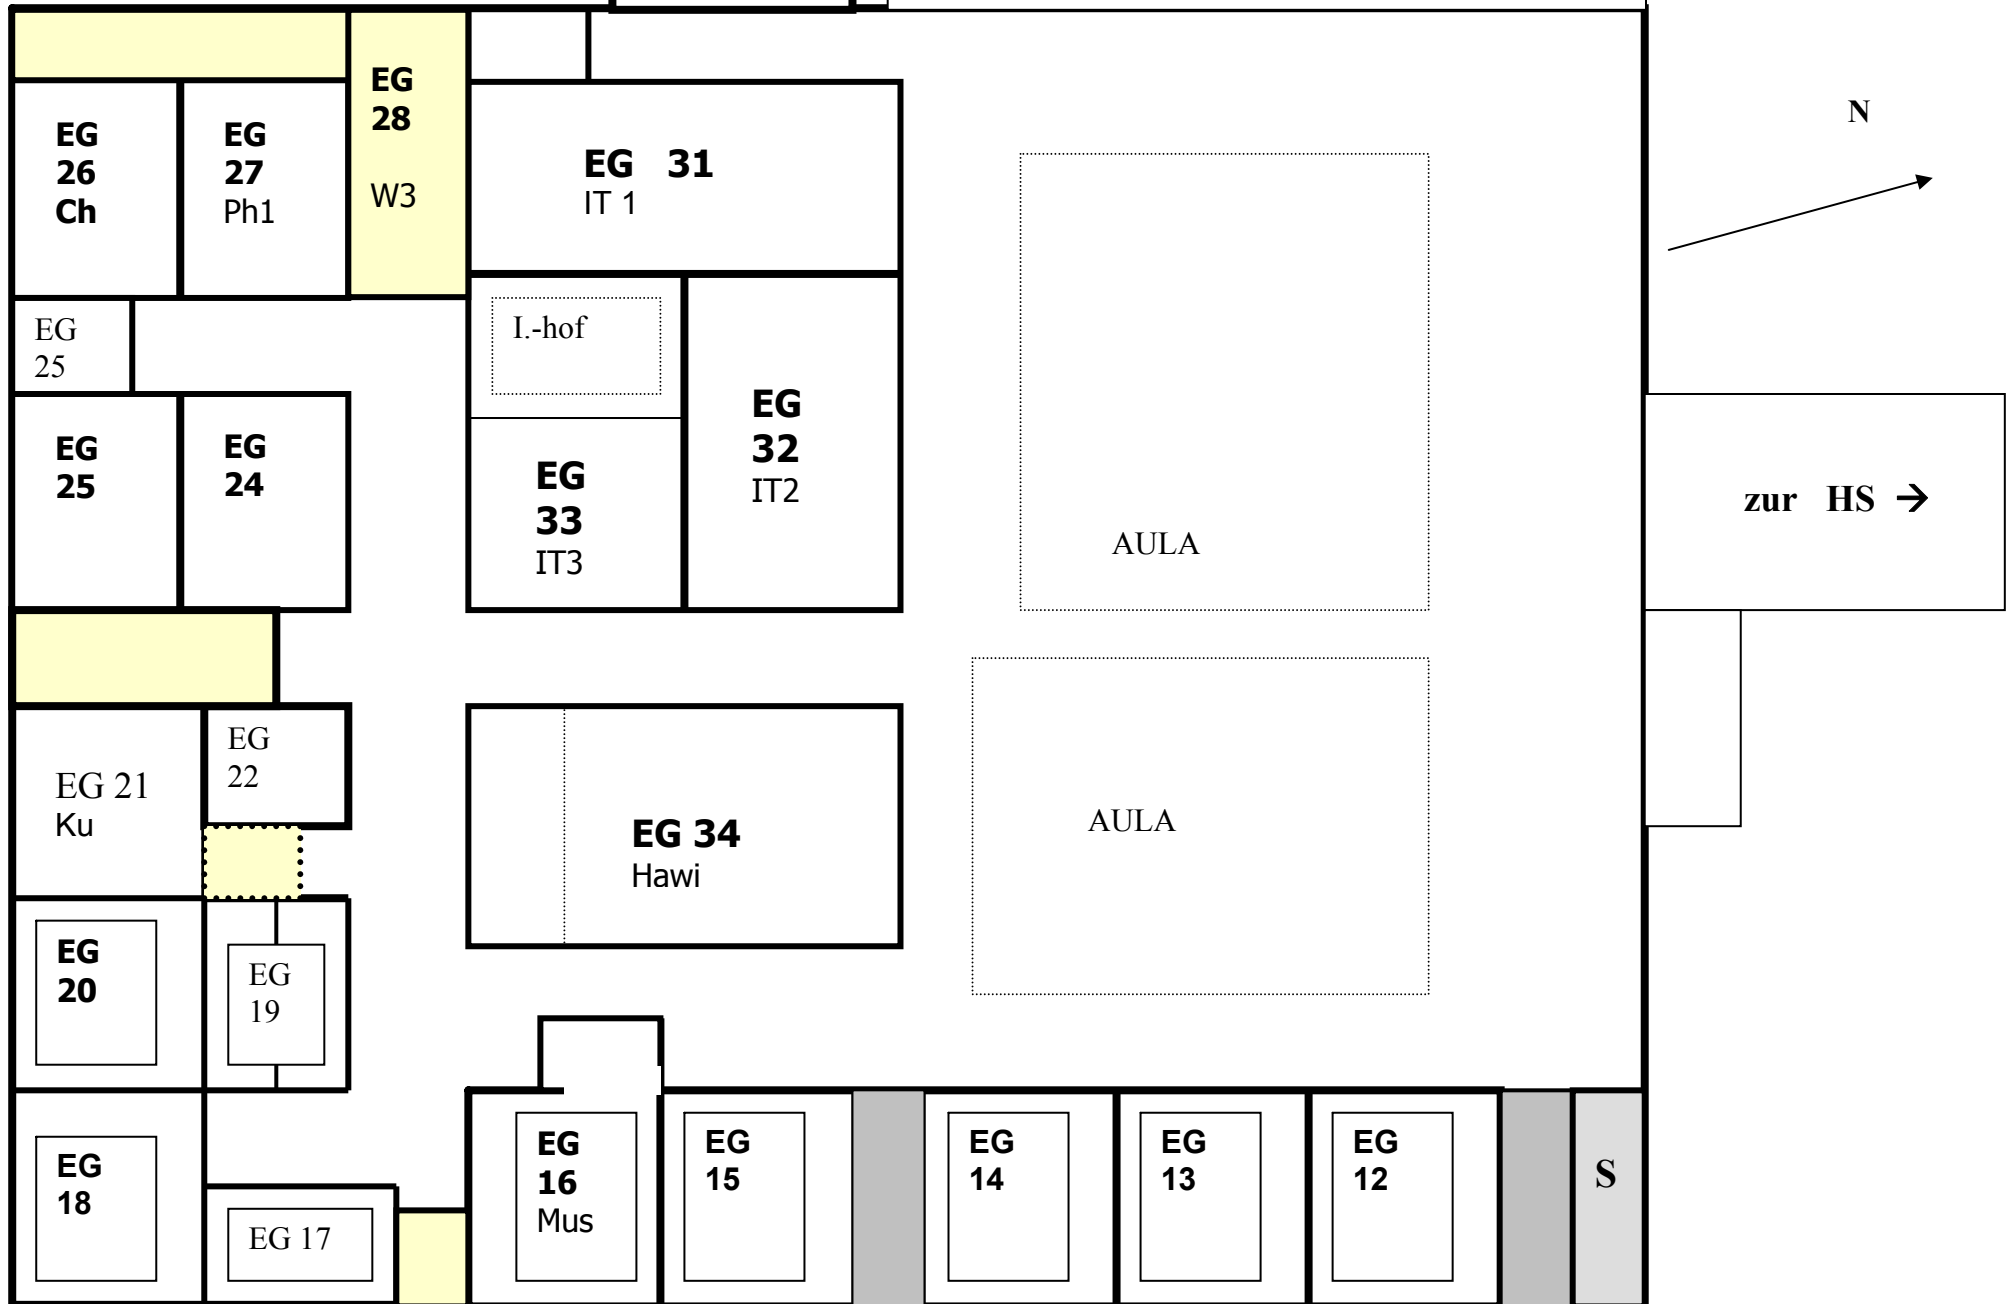 EG
28
W3
EG
26
Ch
EG
27
Ph1
EG 31
IT 1
N
EG
25
I.-hof
EG
32
IT2
EG
25
EG
24
EG
33
IT3
AULA
zur HS →
EG
22
EG 21
Ku
EG 34
Hawi
AULA
EG
20
EG
19
EG
18
EG 17
EG
16
Mus
EG
15
EG
14
EG
13
EG
12
S